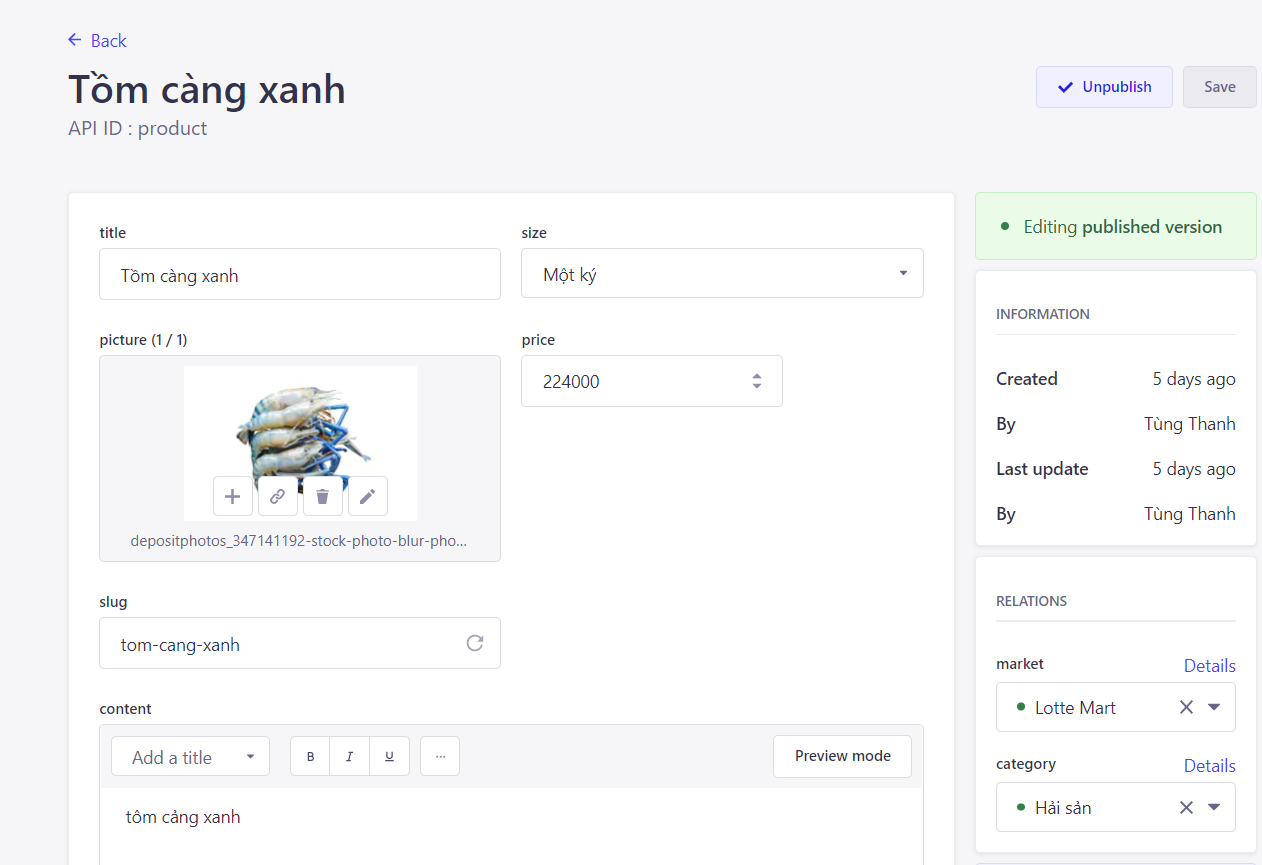 Back
Tồm càng xanh
API ID : product
Unpublish
Save
title
Tồm càng xanh
size
Một ký
picture (1 / 1)
depositphotos_347141192-stock-photo-blur-pho...
price
224000
slug
tom-cang-xanh
content
Add a title
B I U ...
Preview mode
tôm cảng xanh
Editing published version
INFORMATION
Created 5 days ago
By Tùng Thanh
Last update 5 days ago
By Tùng Thanh
RELATIONS
market Details
Lotte Mart
category Details
Hải sản